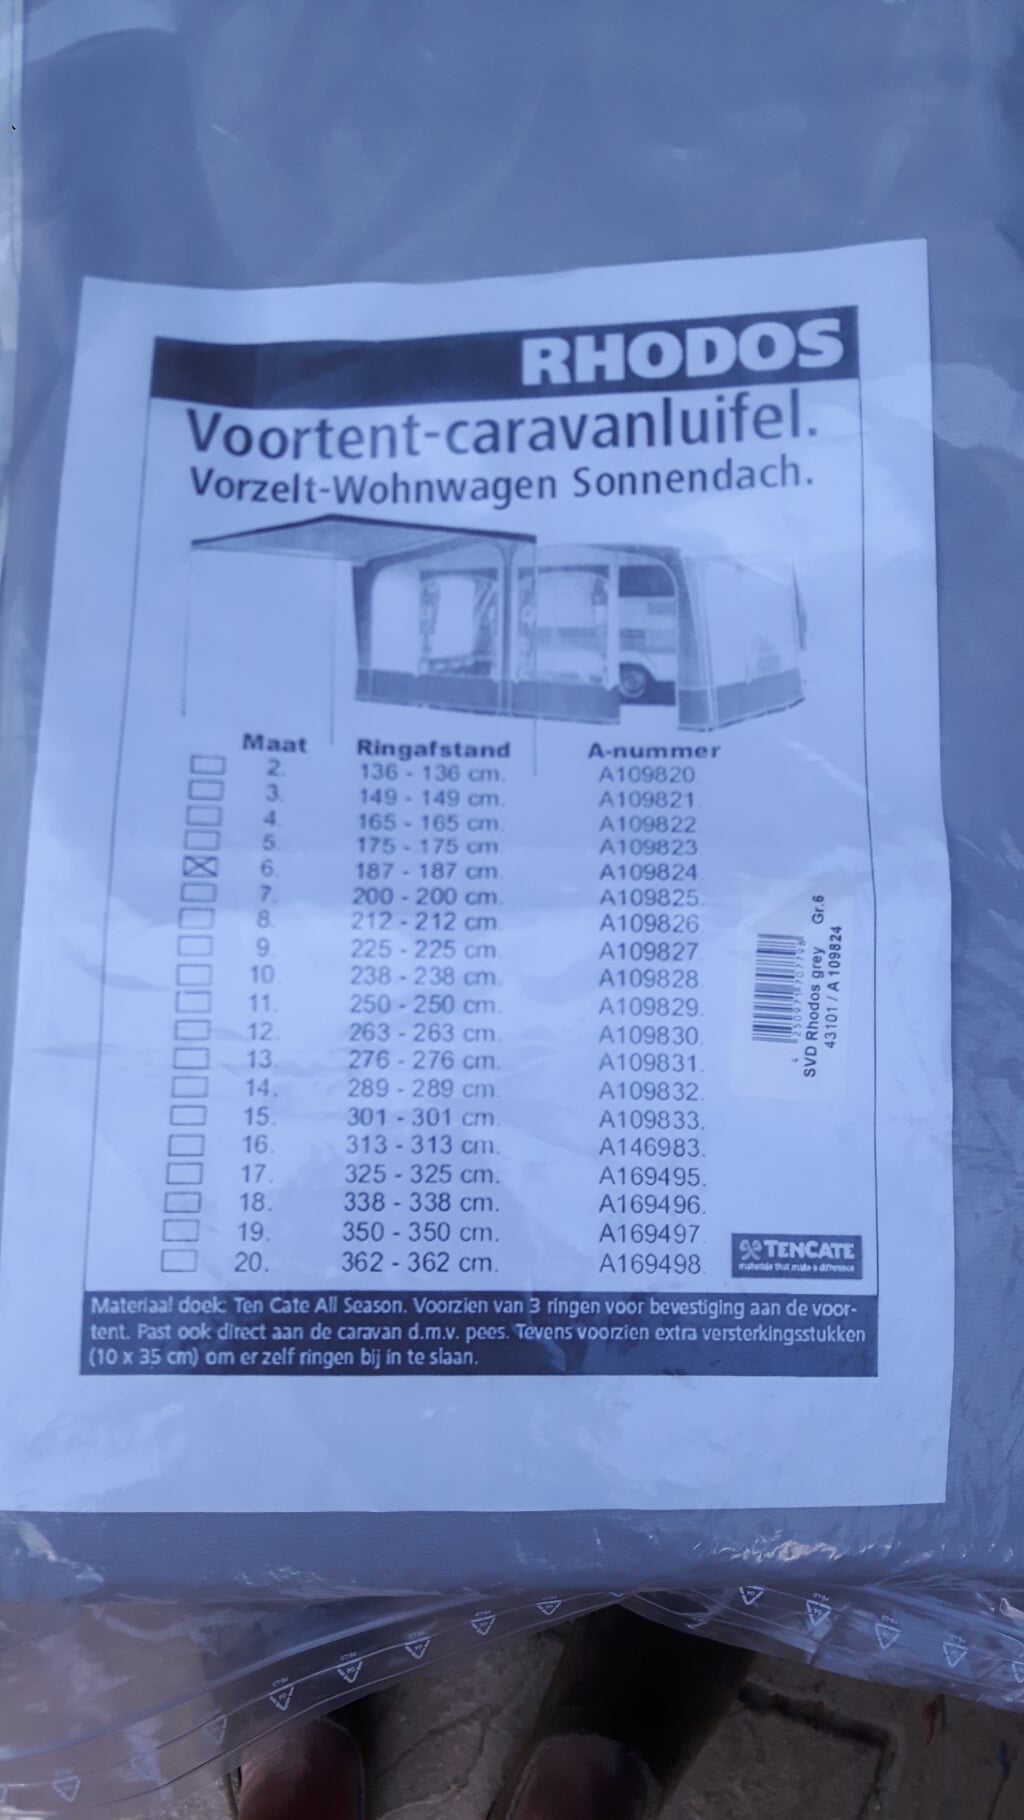 RHODOS
Voortent-caravanluifel.
Vorzelt-Wohnwagen Sonnendach.
Maat Ringafstand A-nummer
2. 136 - 136 cm. A109820.
3. 149 - 149 cm. A109821.
4. 165 - 165 cm. A109822
5. 175 - 175 cm. A109823
6. 187 - 187 cm. A109824.
7. 200 - 200 cm. A109825.
8. 212 - 212 cm. A109826.
9. 225 - 225 cm. A109827.
10. 238 - 238 cm. A109828.
11. 250 - 250 cm. A109829.
12. 263 - 263 cm. A109830.
13. 276 - 276 cm. A109831.
14. 289 - 289 cm. A109832.
15. 301 - 301 cm. A109833.
16. 313 - 313 cm. A146983.
17. 325 - 325 cm. A169495.
18. 338 - 338 cm. A169496.
19. 350 - 350 cm. A169497.
20. 362 - 362 cm. A169498.
SVD Rhodos grey Gr.6
43101 / A 109824
TENCATE
materials that make a difference
Materiaal doek: Ten Cate All Season. Voorzien van 3 ringen voor bevestiging aan de voor-
tent. Past ook direct aan de caravan d.m.v. pees. Tevens voorzien extra versterkingsstukken
(10 x 35 cm) om er zelf ringen bij in te slaan.